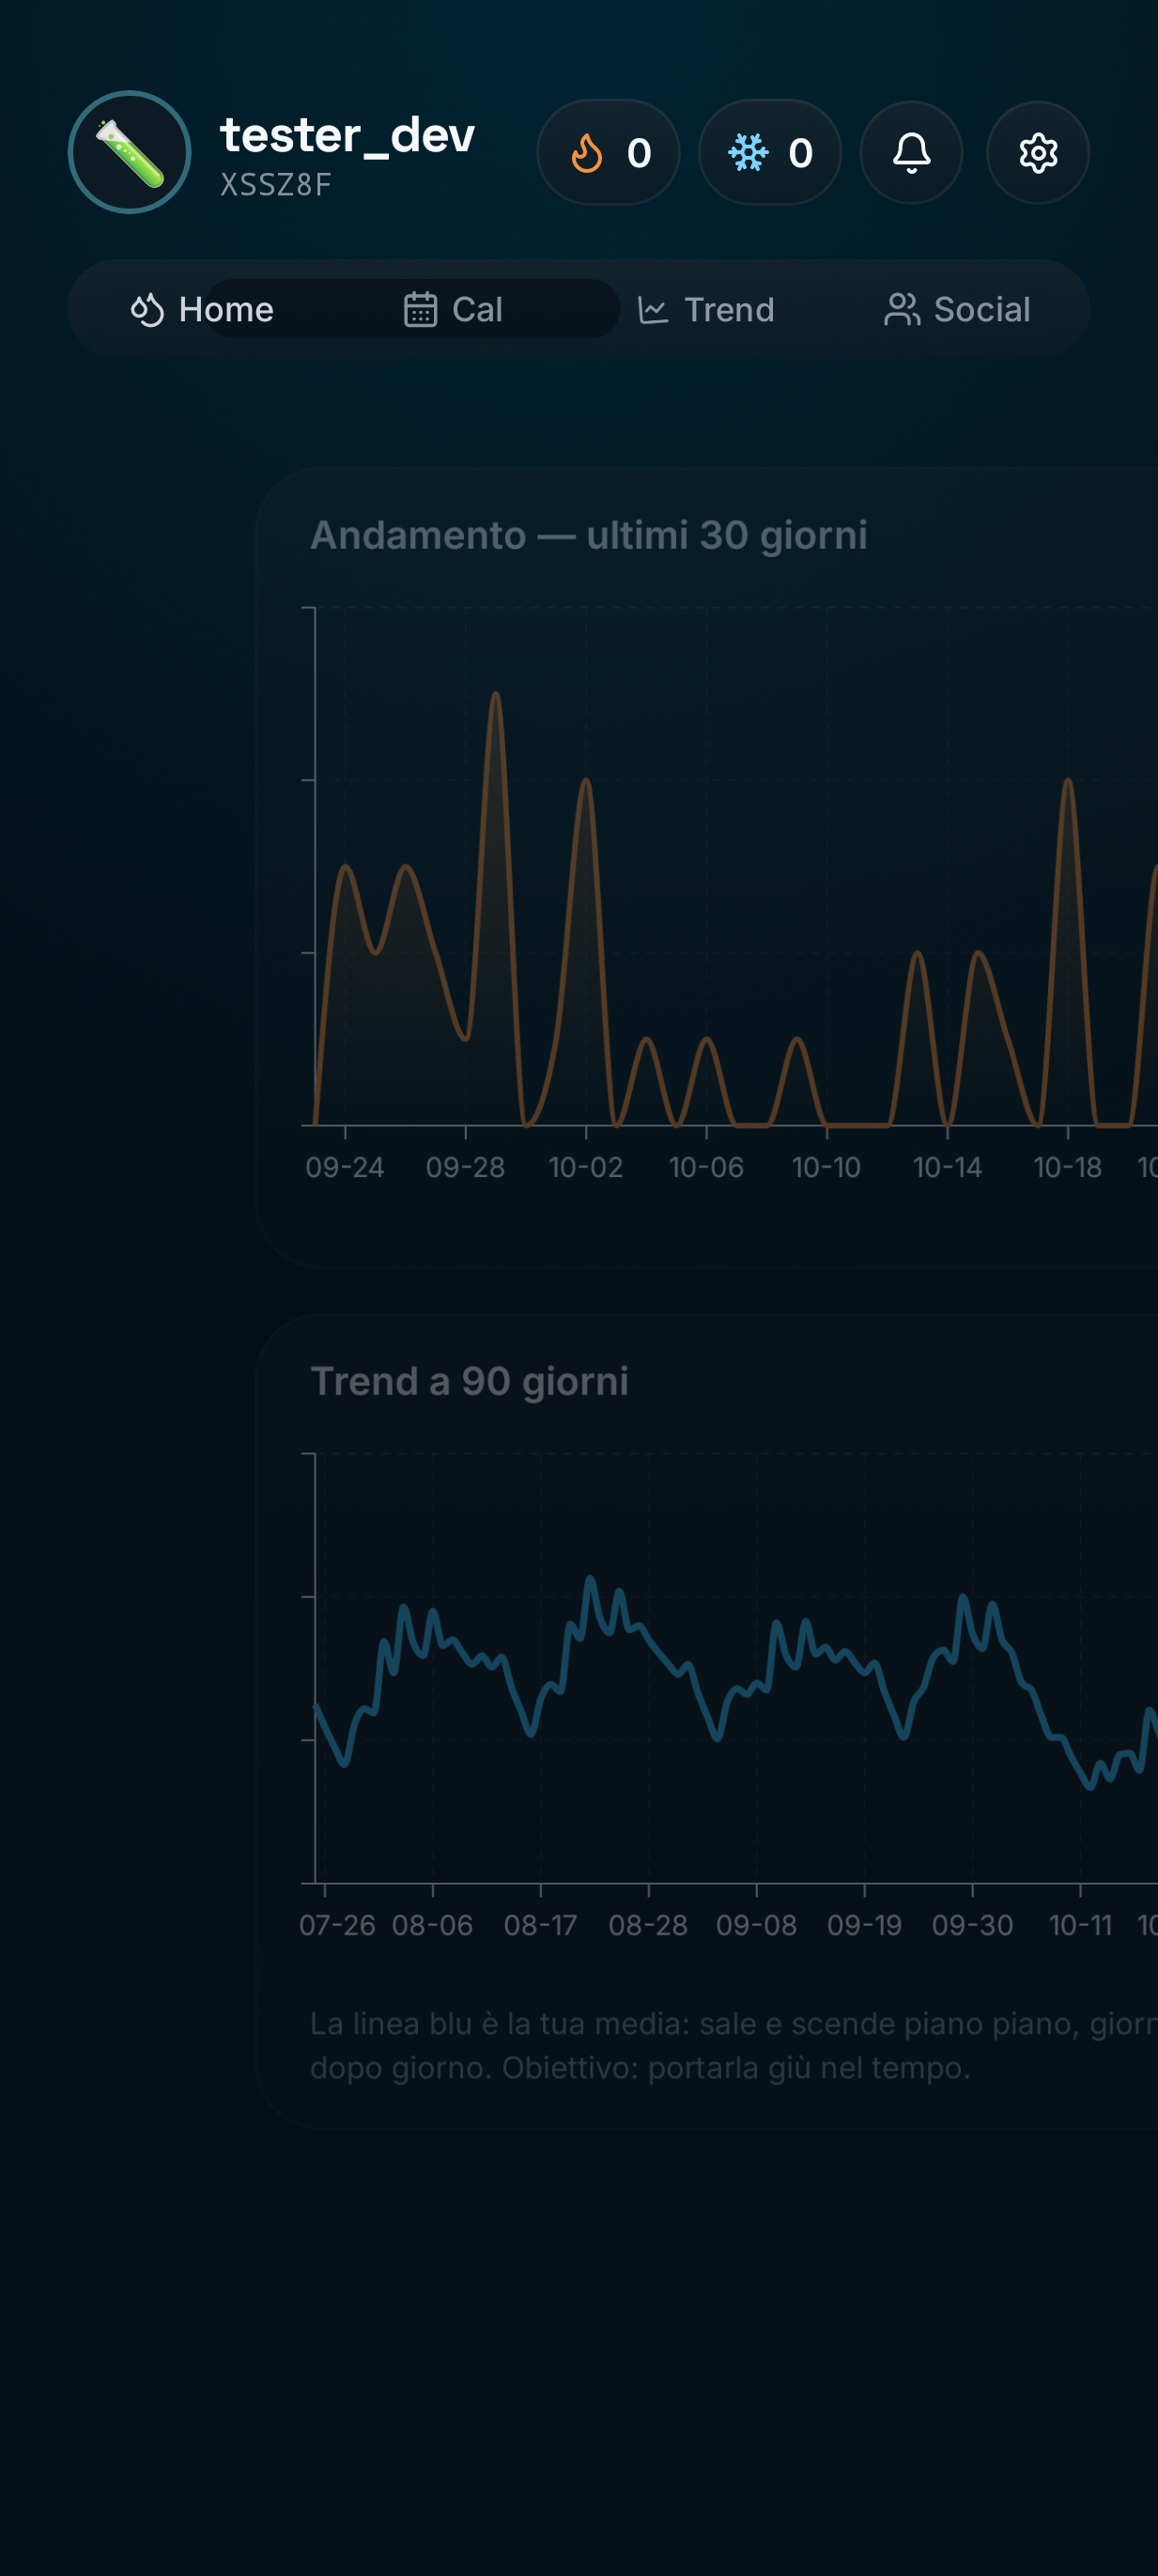 tester_dev
XSSZ8F
0
0
Home
Cal
Trend
Social
Andamento — ultimi 30 giorni
09-24 09-28 10-02 10-06 10-10 10-14 10-18
Trend a 90 giorni
07-26 08-06 08-17 08-28 09-08 09-19 09-30 10-11
La linea blu è la tua media: sale e scende piano piano,
dopo giorno. Obiettivo: portarla giù nel tempo.